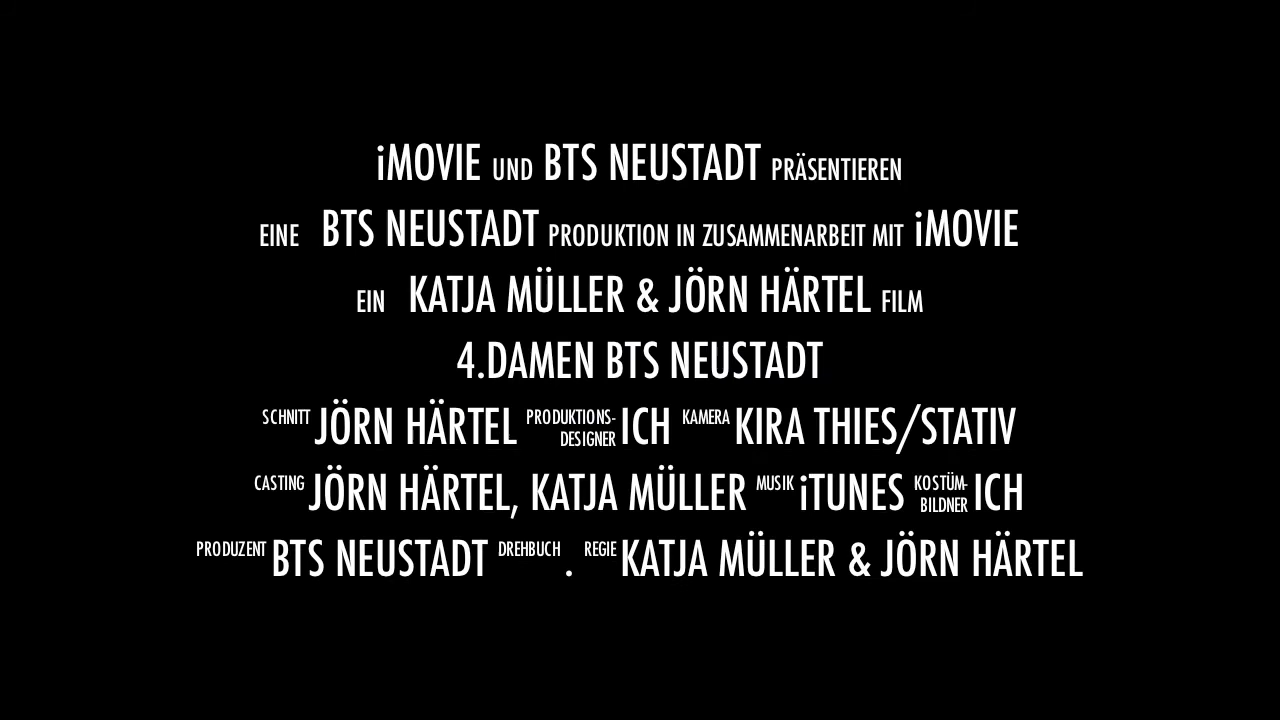 iMOVIE UND BTS NEUSTADT PRÄSENTIEREN
EINE BTS NEUSTADT PRODUKTION IN ZUSAMMENARBEIT MIT iMOVIE
EIN KATJA MÜLLER & JÖRN HÄRTEL FILM
4.DAMEN BTS NEUSTADT
SCHNITT JÖRN HÄRTEL PRODUKTIONS-DESIGNER ICH KAMERA KIRA THIES/STATIV
CASTING JÖRN HÄRTEL, KATJA MÜLLER MUSIK iTUNES KOSTÜM-BILDNER ICH
PRODUZENT BTS NEUSTADT DREHBUCH . REGIE KATJA MÜLLER & JÖRN HÄRTEL